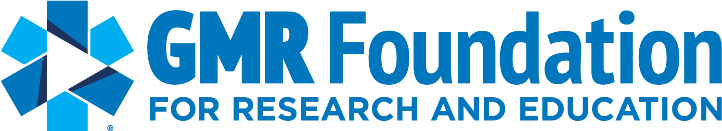 GMR Foundation
FOR RESEARCH AND EDUCATION
®